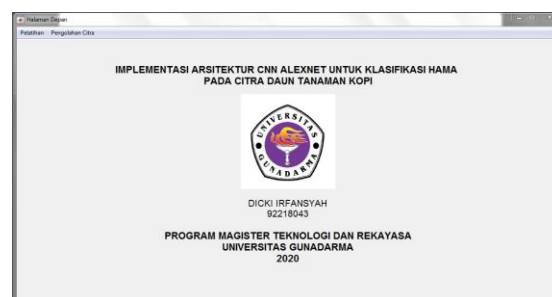 Halaman Depan
Pelatihan Pengolahan Citra
IMPLEMENTASI ARSITEKTUR CNN ALEXNET UNTUK KLASIFIKASI HAMA
PADA CITRA DAUN TANAMAN KOPI
UNIVERSITAS
GUNADARMA
DICKI IRFANSYAH
92218043
PROGRAM MAGISTER TEKNOLOGI DAN REKAYASA
UNIVERSITAS GUNADARMA
2020